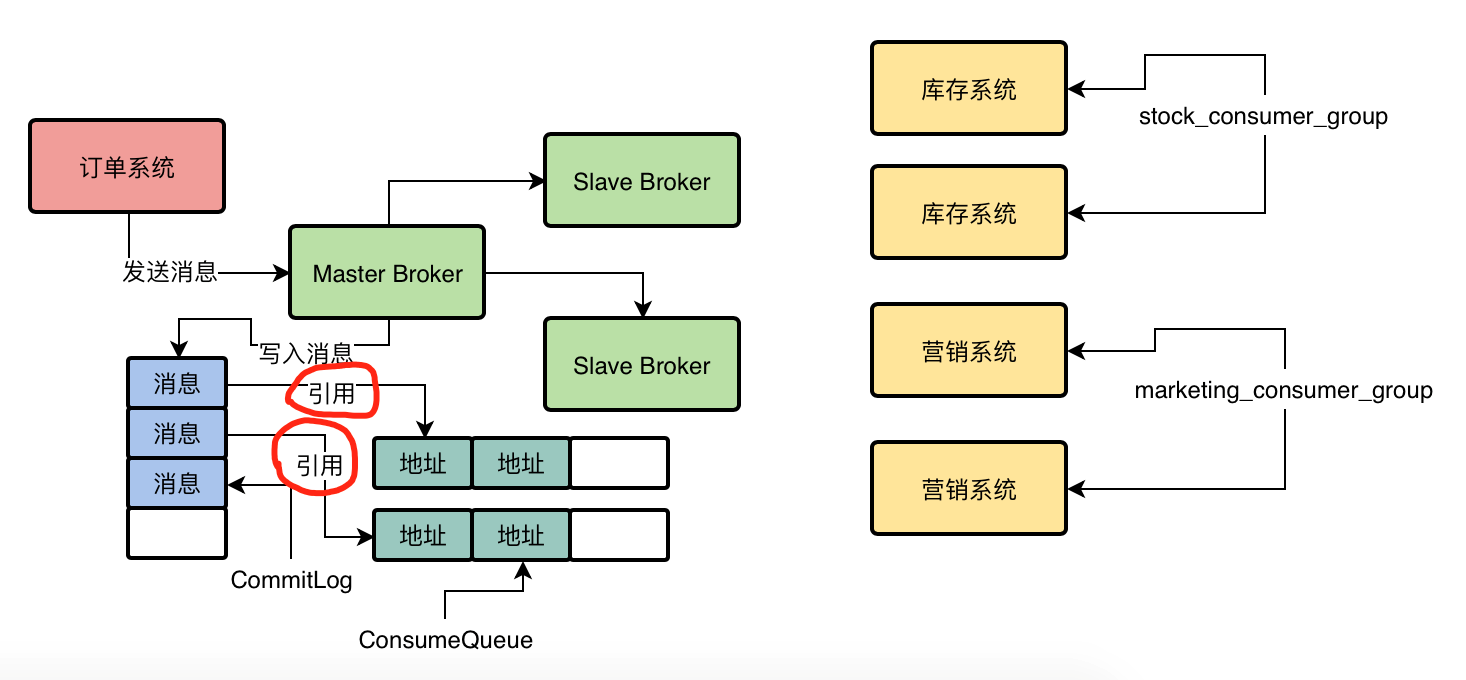 订单系统
发送消息
Master Broker
Slave Broker
Slave Broker
写入消息
消息
消息
消息
引用
引用
地址 地址
地址 地址
CommitLog
ConsumeQueue
库存系统
库存系统
stock_consumer_group
营销系统
营销系统
marketing_consumer_group